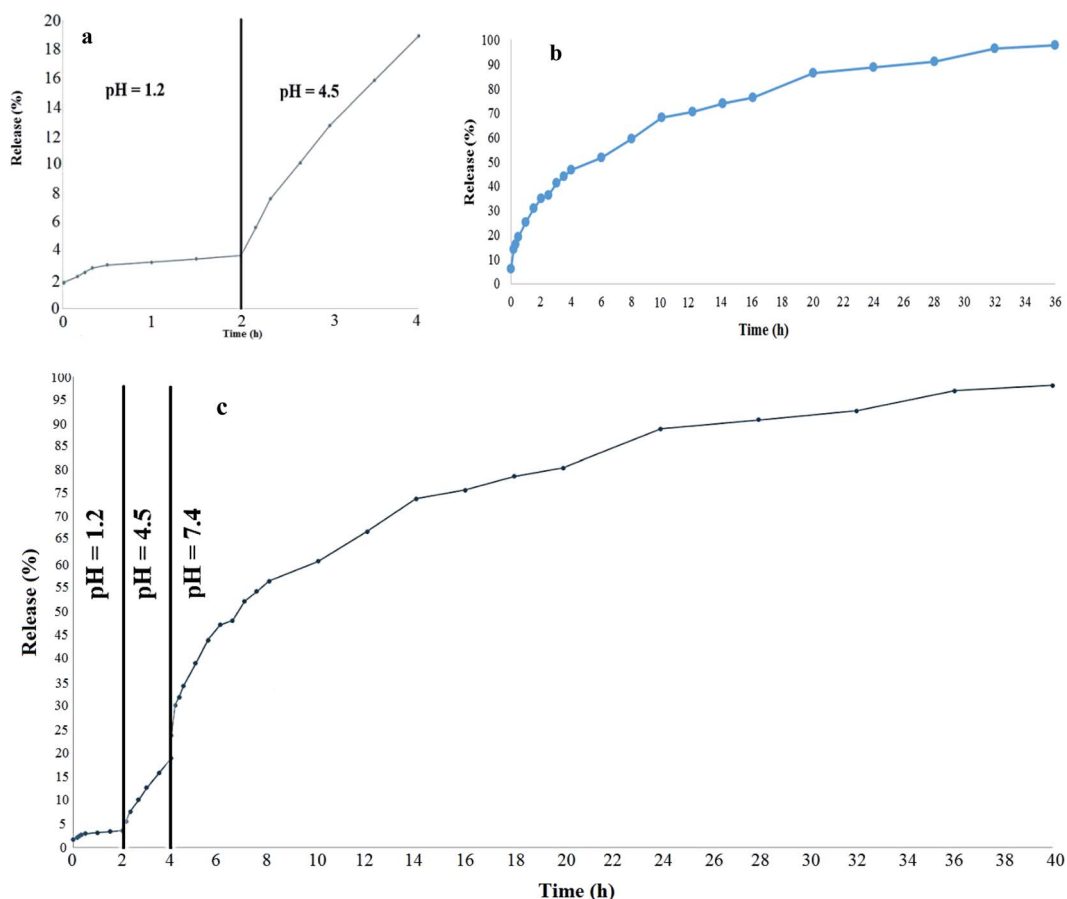 a
pH = 1.2
pH = 4.5
Release (%)
20
18
16
14
12
10
8
6
4
2
0
0 1 2 3 4
Time (h)
b
Release (%)
100
90
80
70
60
50
40
30
20
10
0
0 2 4 6 8 10 12 14 16 18 20 22 24 26 28 30 32 34 36
Time (h)
c
pH = 1.2
pH = 4.5
pH = 7.4
Release (%)
100
95
90
85
80
75
70
65
60
55
50
45
40
35
30
25
20
15
10
5
0
0 2 4 6 8 10 12 14 16 18 20 22 24 26 28 30 32 34 36 38 40
Time (h)